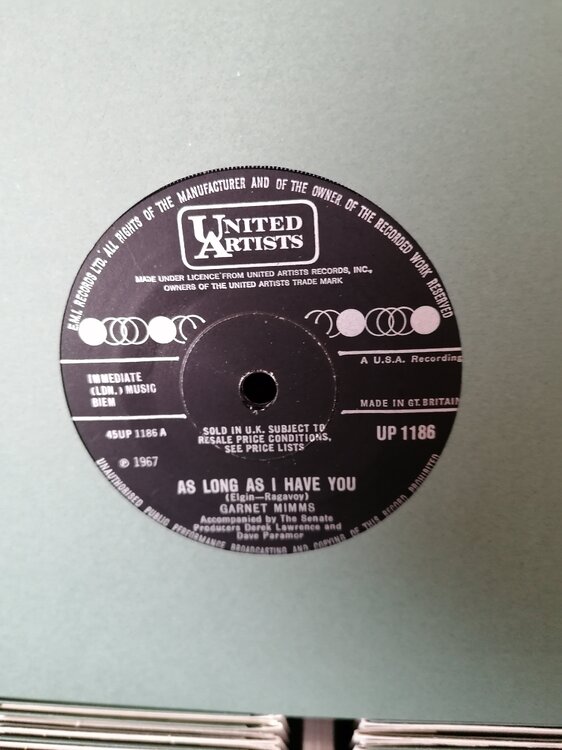 E.M.I. RECORDS LTD. ALL RIGHTS OF THE MANUFACTURER AND OF THE OWNER OF THE RECORDED WORK RESERVED
UNITED
ARTISTS
MADE UNDER LICENCE FROM UNITED ARTISTS RECORDS, INC.,
OWNERS OF THE UNITED ARTISTS TRADE MARK
A U.S.A. Recording
IMMEDIATE
(LDN.) MUSIC
BIEM
MADE IN GT. BRITAIN
45UP 1186 A
SOLD IN U.K. SUBJECT TO
RESALE PRICE CONDITIONS,
SEE PRICE LISTS
UP 1186
℗ 1967
AS LONG AS I HAVE YOU
(Elgin—Ragavoy)
GARNET MIMMS
Accompanied by The Senate
Producers Derek Lawrence and
Dave Paramor
UNAUTHORISED PUBLIC PERFORMANCE BROADCASTING AND COPYING OF THIS RECORD PROHIBITED